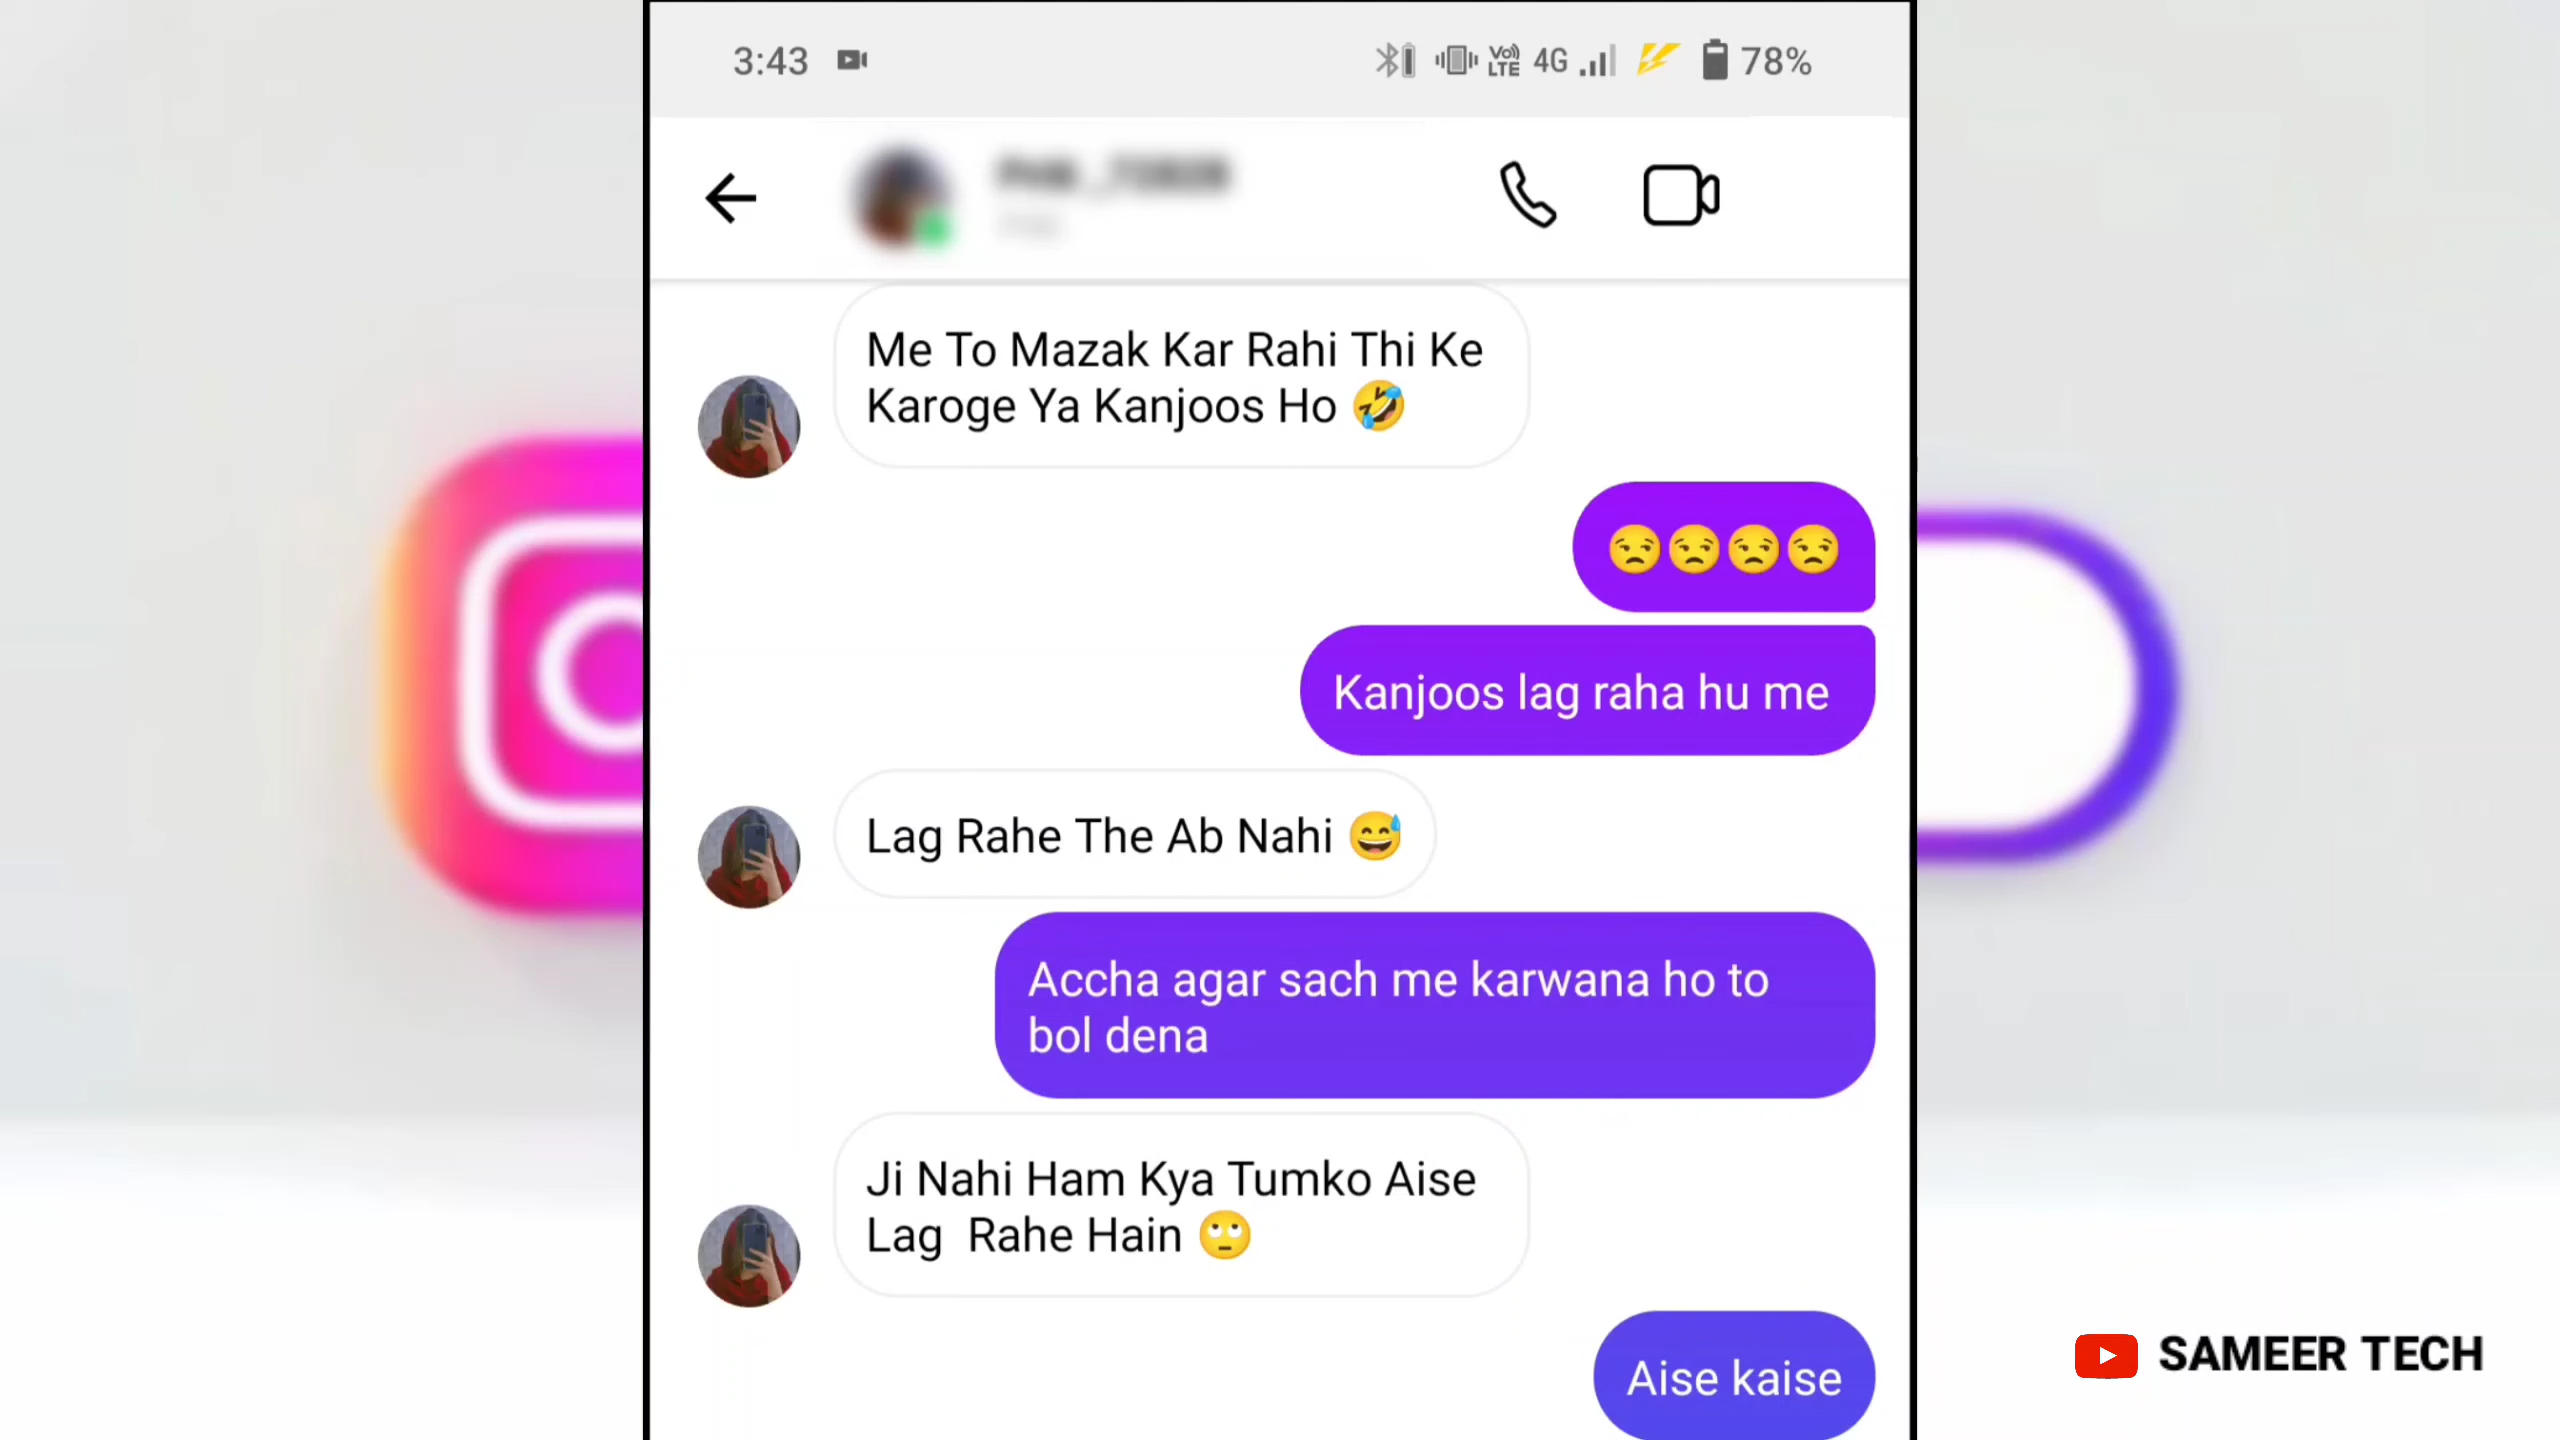 3:43
Vo)) LTE 4G 78%
Me To Mazak Kar Rahi Thi Ke
Karoge Ya Kanjoos Ho 🤣
😒😒😒😒
Kanjoos lag raha hu me
Lag Rahe The Ab Nahi 😅
Accha agar sach me karwana ho to
bol dena
Ji Nahi Ham Kya Tumko Aise
Lag  Rahe Hain 🙄
Aise kaise
SAMEER TECH